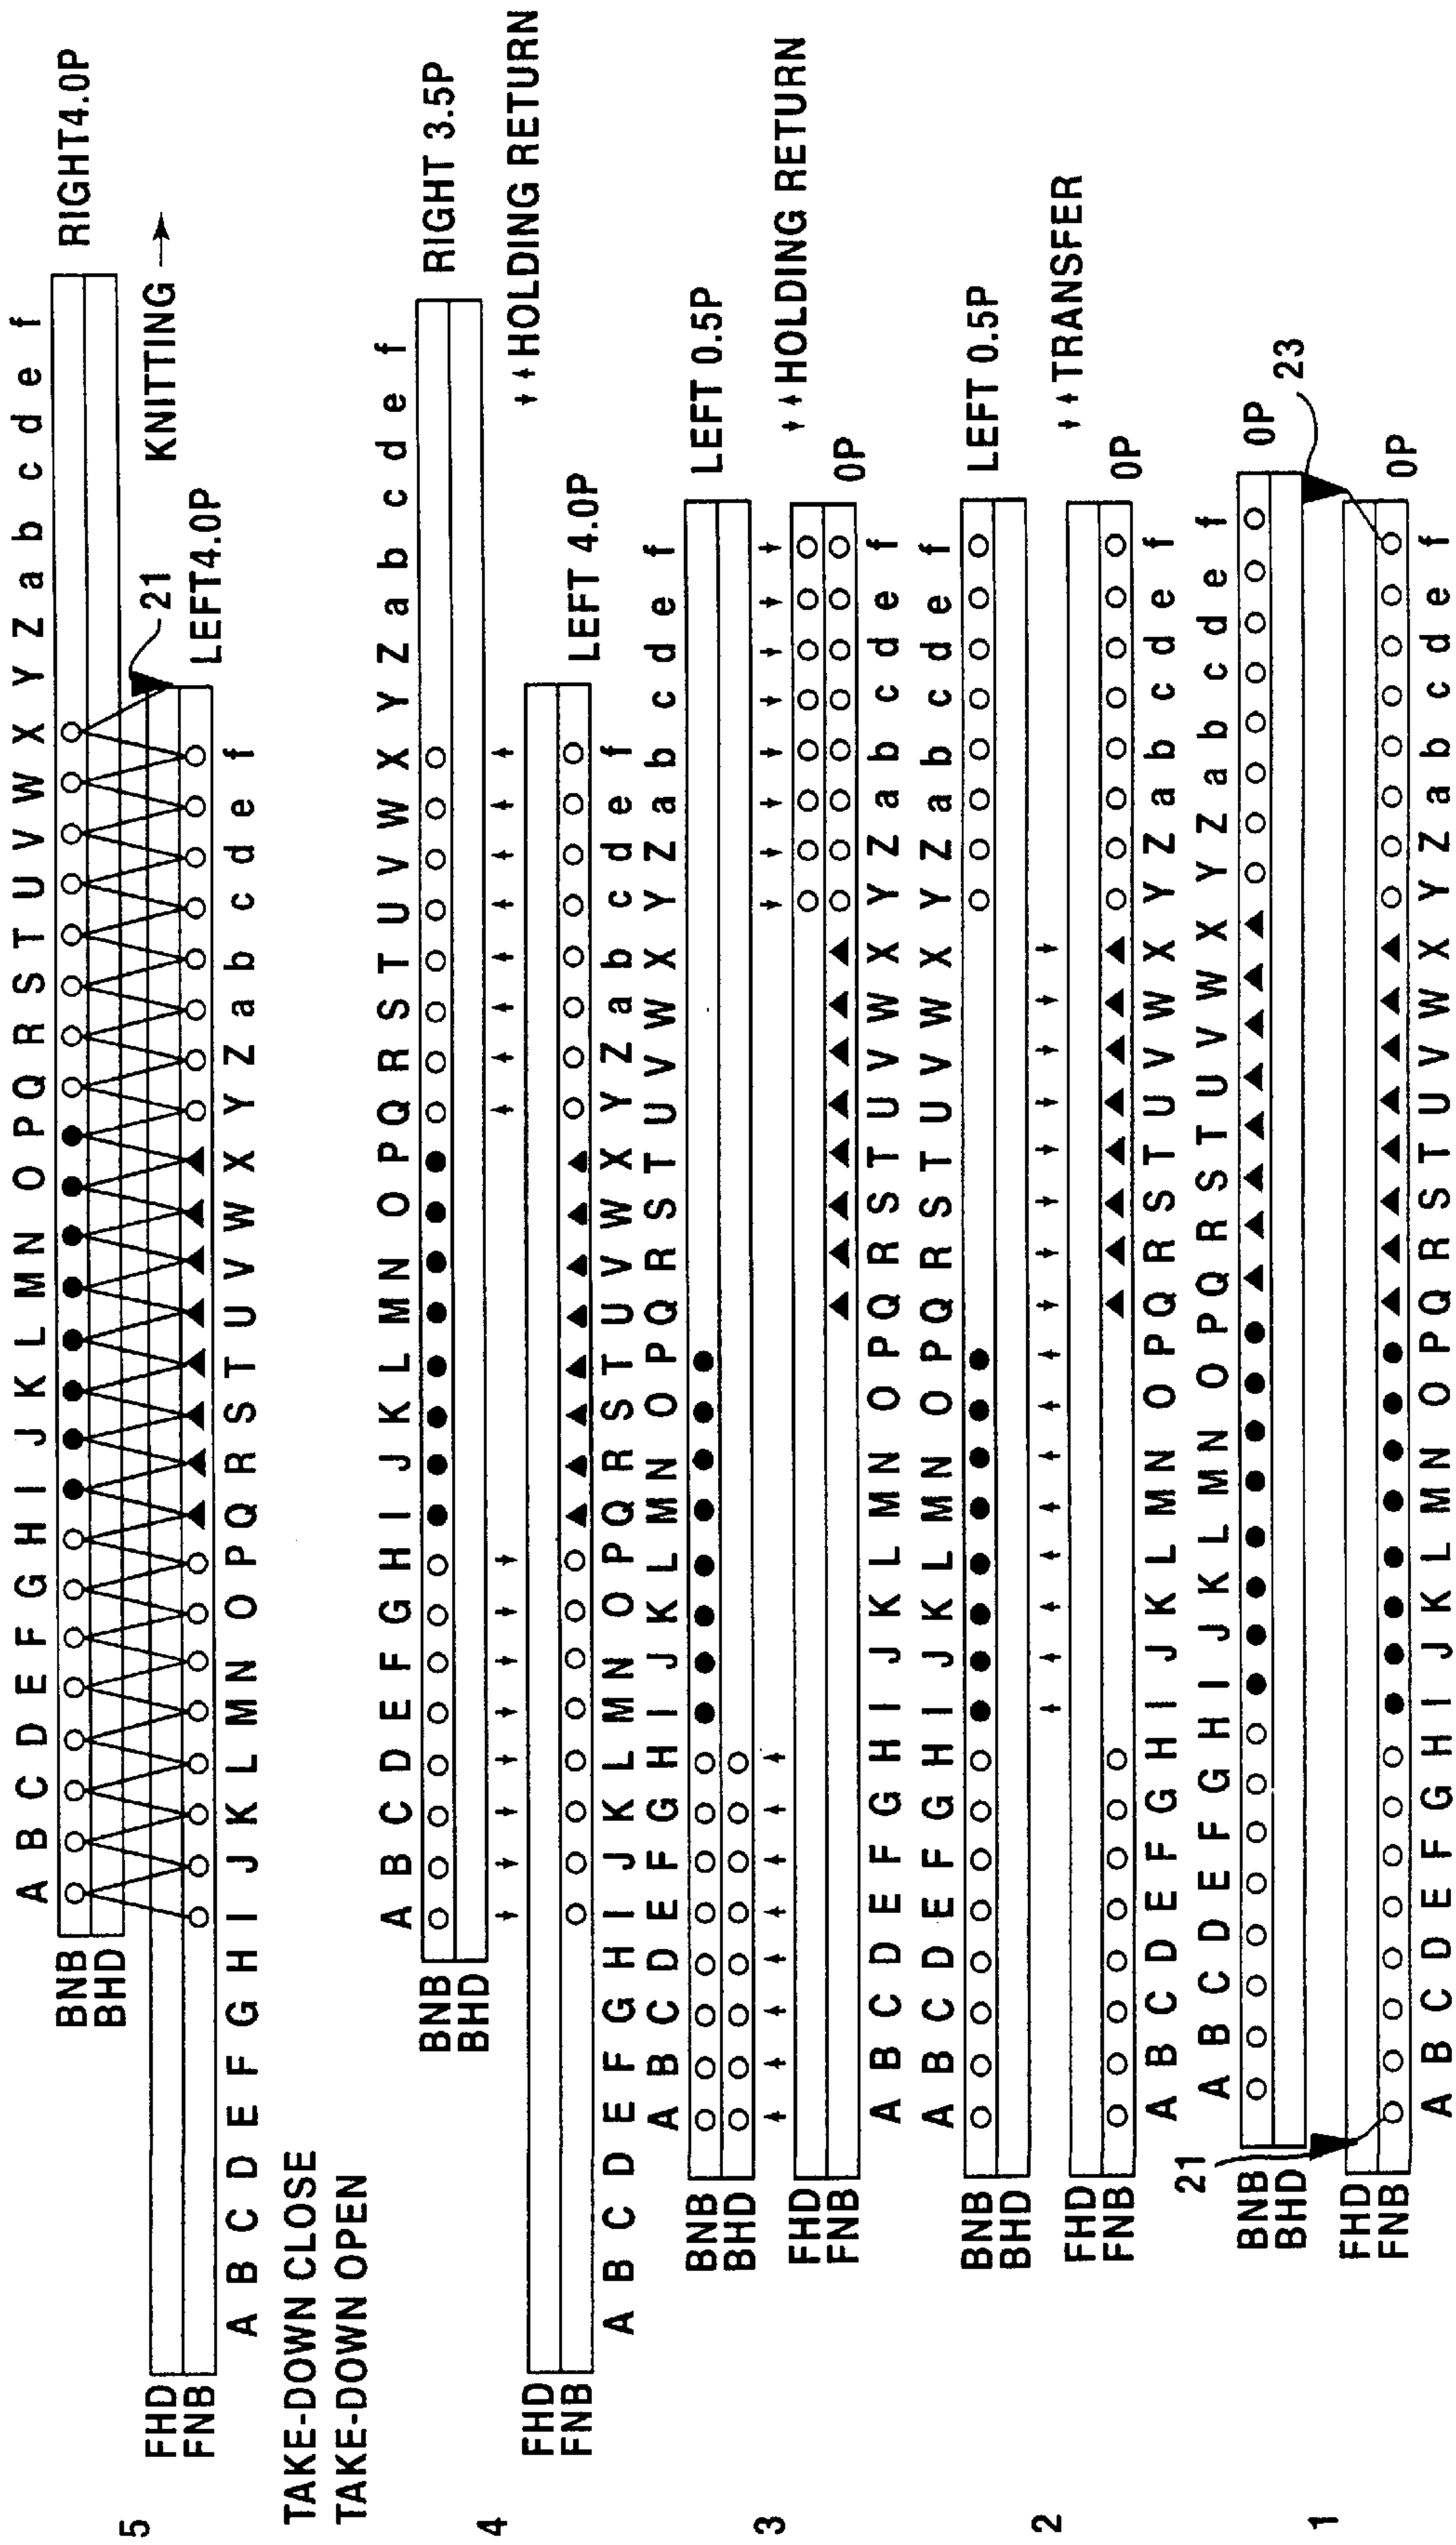 5
A B C D E F G H I J K L M N O P Q R S T U V W X Y Z a b c d e f
BNB RIGHT4.0P
BHD
KNITTING → 21
FHD
FNB LEFT4.0P
A B C D E F G H I J K L M N O P Q R S T U V W X Y Z a b c d e f
TAKE-DOWN CLOSE
TAKE-DOWN OPEN
4
A B C D E F G H I J K L M N O P Q R S T U V W X Y Z a b c d e f
BNB RIGHT 3.5P
BHD
HOLDING RETURN
FHD
FNB LEFT 4.0P
A B C D E F G H I J K L M N O P Q R S T U V W X Y Z a b c d e f
3
A B C D E F G H I J K L M N O P Q R S T U V W X Y Z a b c d e f
BNB LEFT 0.5P
BHD
HOLDING RETURN
FHD
FNB 0P
A B C D E F G H I J K L M N O P Q R S T U V W X Y Z a b c d e f
2
A B C D E F G H I J K L M N O P Q R S T U V W X Y Z a b c d e f
BNB LEFT 0.5P
BHD
TRANSFER
FHD
FNB 0P
A B C D E F G H I J K L M N O P Q R S T U V W X Y Z a b c d e f
1
A B C D E F G H I J K L M N O P Q R S T U V W X Y Z a b c d e f
21
BNB 0P
BHD
23
FHD
FNB 0P
A B C D E F G H I J K L M N O P Q R S T U V W X Y Z a b c d e f